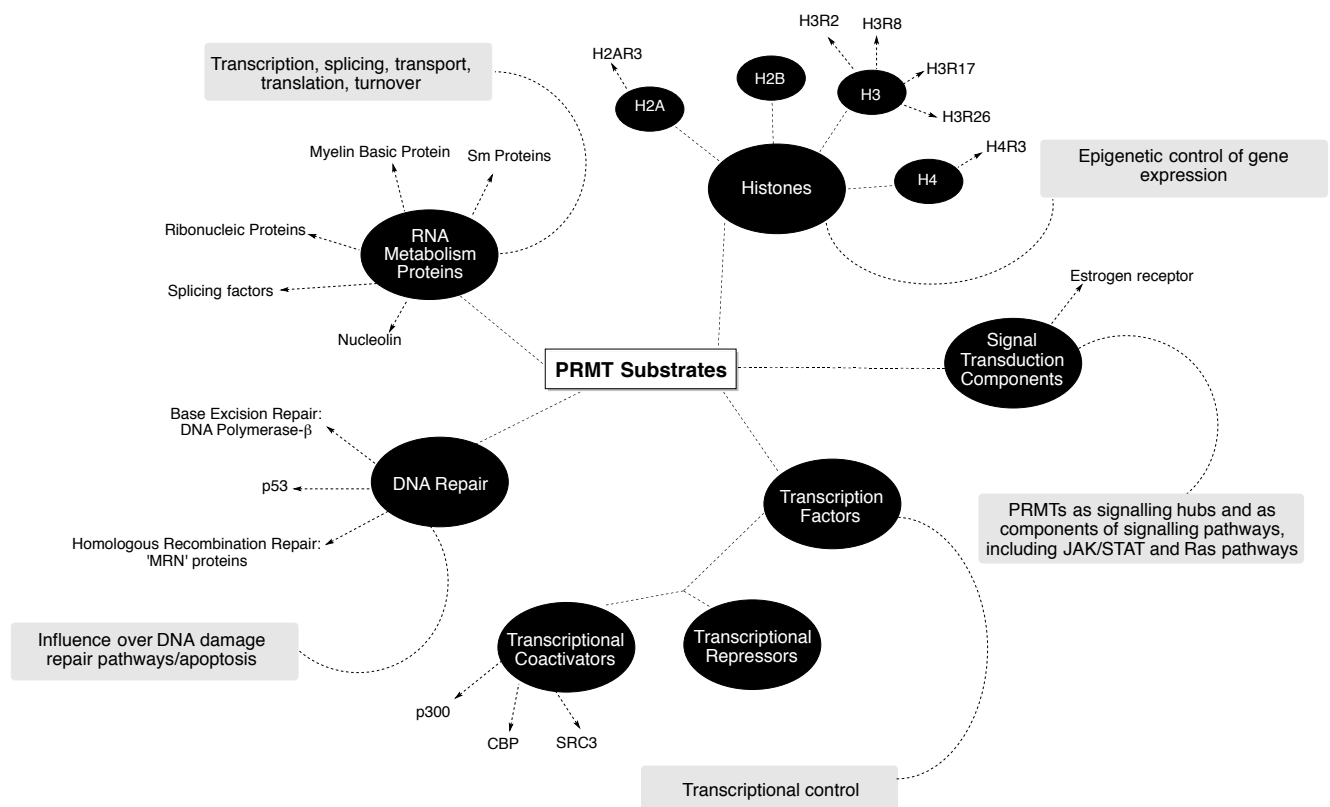 H3R2
H3R8
H2AR3
H2B
H3R17
H3
H2A
H3R26
Transcription, splicing, transport,
translation, turnover
H4R3
Myelin Basic Protein
Sm Proteins
Histones
H4
Epigenetic control of gene
expression
Ribonucleic Proteins
RNA
Metabolism
Proteins
Splicing factors
Nucleolin
Estrogen receptor
Signal
Transduction
Components
PRMT Substrates
Base Excision Repair:
DNA Polymerase-β
p53
DNA Repair
Homologous Recombination Repair:
'MRN' proteins
Transcription
Factors
PRMTs as signalling hubs and as
components of signalling pathways,
including JAK/STAT and Ras pathways
Influence over DNA damage
repair pathways/apoptosis
Transcriptional
Coactivators
Transcriptional
Repressors
p300
CBP
SRC3
Transcriptional control